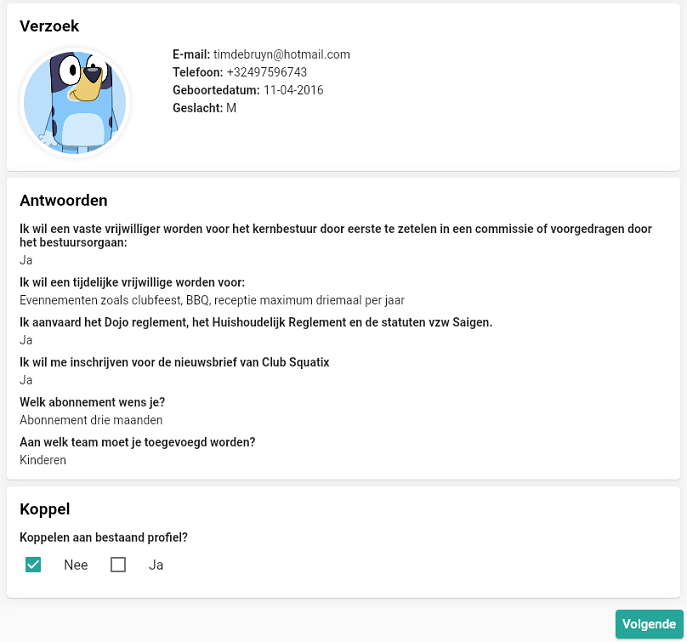 Verzoek
E-mail: timdebruyn@hotmail.com
Telefoon: +32497596743
Geboortedatum: 11-04-2016
Geslacht: M
Antwoorden
Ik wil een vaste vrijwilliger worden voor het kernbestuur door eerste te zetelen in een commissie of voorgedragen door
het bestuursorgaan:
Ja
Ik wil een tijdelijke vrijwillige worden voor:
Evennementen zoals clubfeest, BBQ, receptie maximum driemaal per jaar
Ik aanvaard het Dojo reglement, het Huishoudelijk Reglement en de statuten vzw Saigen.
Ja
Ik wil me inschrijven voor de nieuwsbrief van Club Squatix
Ja
Welk abonnement wens je?
Abonnement drie maanden
Aan welk team moet je toegevoegd worden?
Kinderen
Koppel
Koppelen aan bestaand profiel?
Nee Ja
Volgende